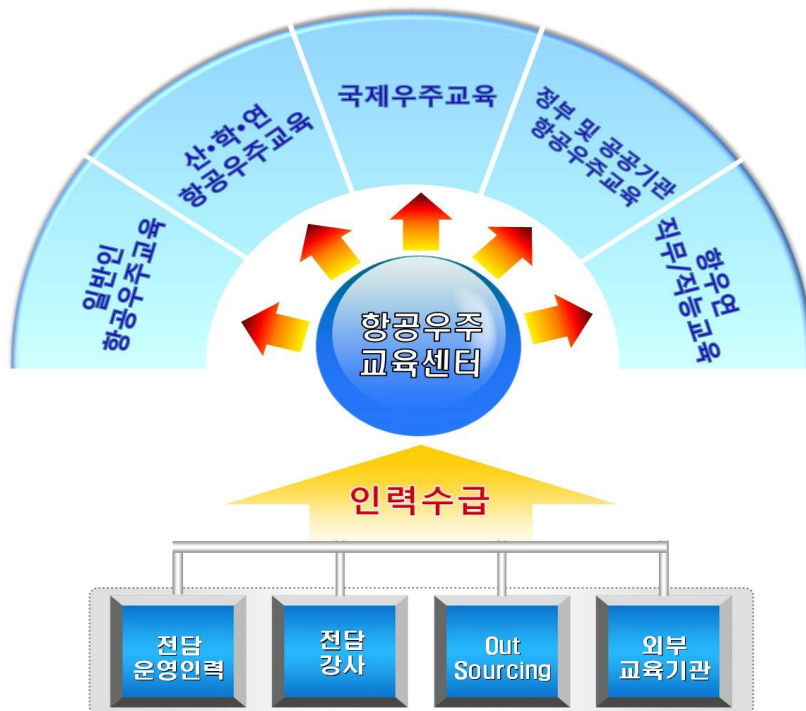 국제우주교육
산•학•연
항공우주교육
정부 및 공공기관
항공우주교육
일반인
항공우주교육
항우연
직무/직능교육
항공우주
교육센터
인력수급
전담
운영인력
전담
강사
Out
Sourcing
외부
교육기관